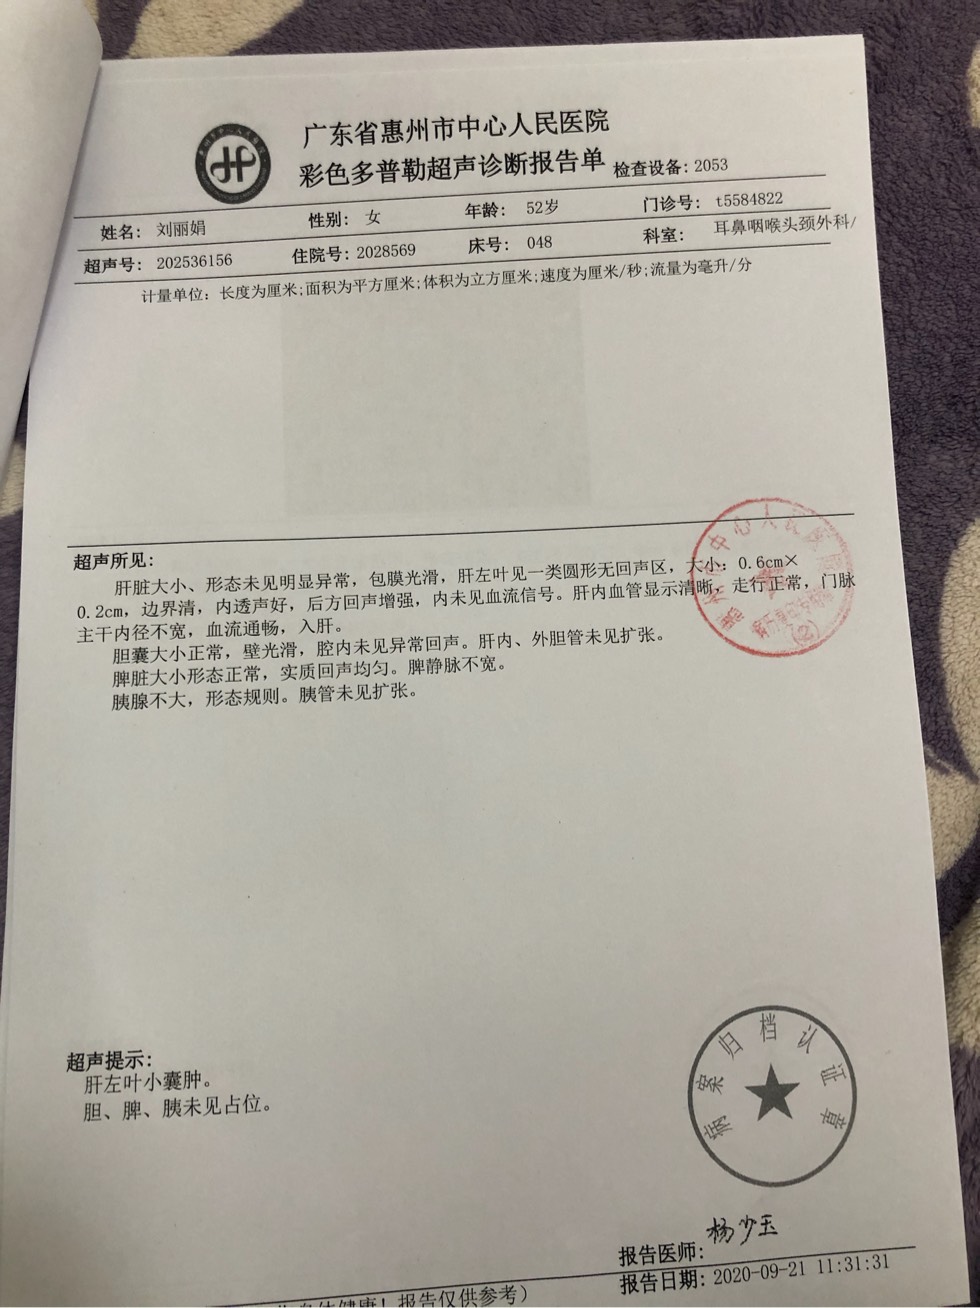 广东省惠州市中心人民医院
彩色多普勒超声诊断报告单 检查设备: 2053
姓名: 刘丽娟 性别: 女 年龄: 52岁 门诊号: t5584822
超声号: 202536156 住院号: 2028569 床号: 048 科室: 耳鼻咽喉头颈外科/
计量单位: 长度为厘米;面积为平方厘米;体积为立方厘米;速度为厘米/秒;流量为毫升/分
超声所见:
肝脏大小、形态未见明显异常，包膜光滑，肝左叶见一类圆形无回声区，大小: 0.6cm×
0.2cm，边界清，内透声好，后方回声增强，内未见血流信号。肝内血管显示清晰，走行正常，门脉
主干内径不宽，血流通畅，入肝。
胆囊大小正常，壁光滑，腔内未见异常回声。肝内、外胆管未见扩张。
脾脏大小形态正常，实质回声均匀。脾静脉不宽。
胰腺不大，形态规则。胰管未见扩张。
中心人民医
(2)
超声提示:
肝左叶小囊肿。
胆、脾、胰未见占位。
病案归档认证章
报告医师: 杨少玉
报告日期: 2020-09-21 11:31:31
身体健康! 报告仅供参考)